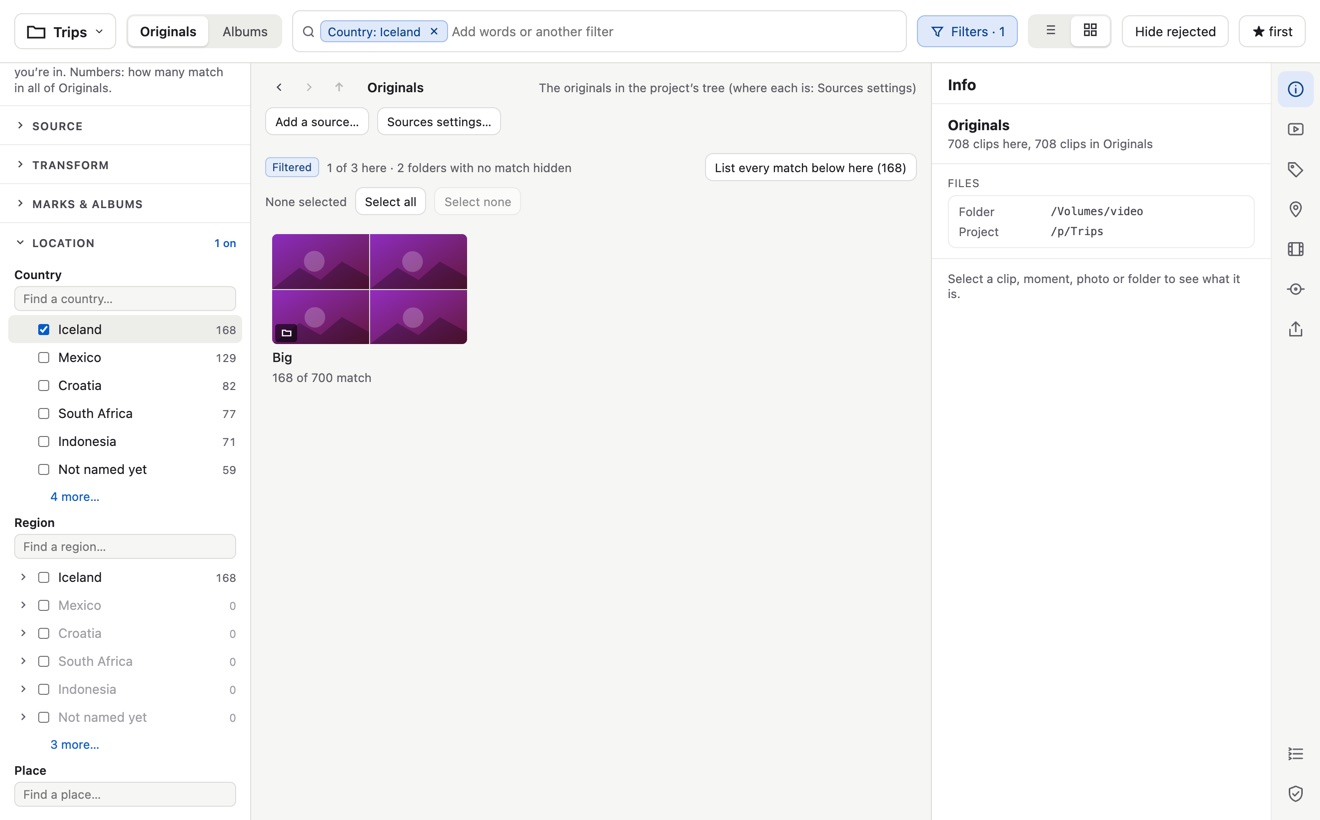 Trips
Originals
Albums
Country: Iceland ×
Add words or another filter
Filters · 1
Hide rejected
★ first
you're in. Numbers: how many match
in all of Originals.
SOURCE
TRANSFORM
MARKS & ALBUMS
LOCATION
1 on
Country
Find a country...
Iceland 168
Mexico 129
Croatia 82
South Africa 77
Indonesia 71
Not named yet 59
4 more...
Region
Find a region...
Iceland 168
Mexico 0
Croatia 0
South Africa 0
Indonesia 0
Not named yet 0
3 more...
Place
Find a place...
Originals
The originals in the project's tree (where each is: Sources settings)
Add a source...
Sources settings...
Filtered
1 of 3 here · 2 folders with no match hidden
List every match below here (168)
None selected
Select all
Select none
Big
168 of 700 match
Info
Originals
708 clips here, 708 clips in Originals
FILES
Folder /Volumes/video
Project /p/Trips
Select a clip, moment, photo or folder to see what it
is.